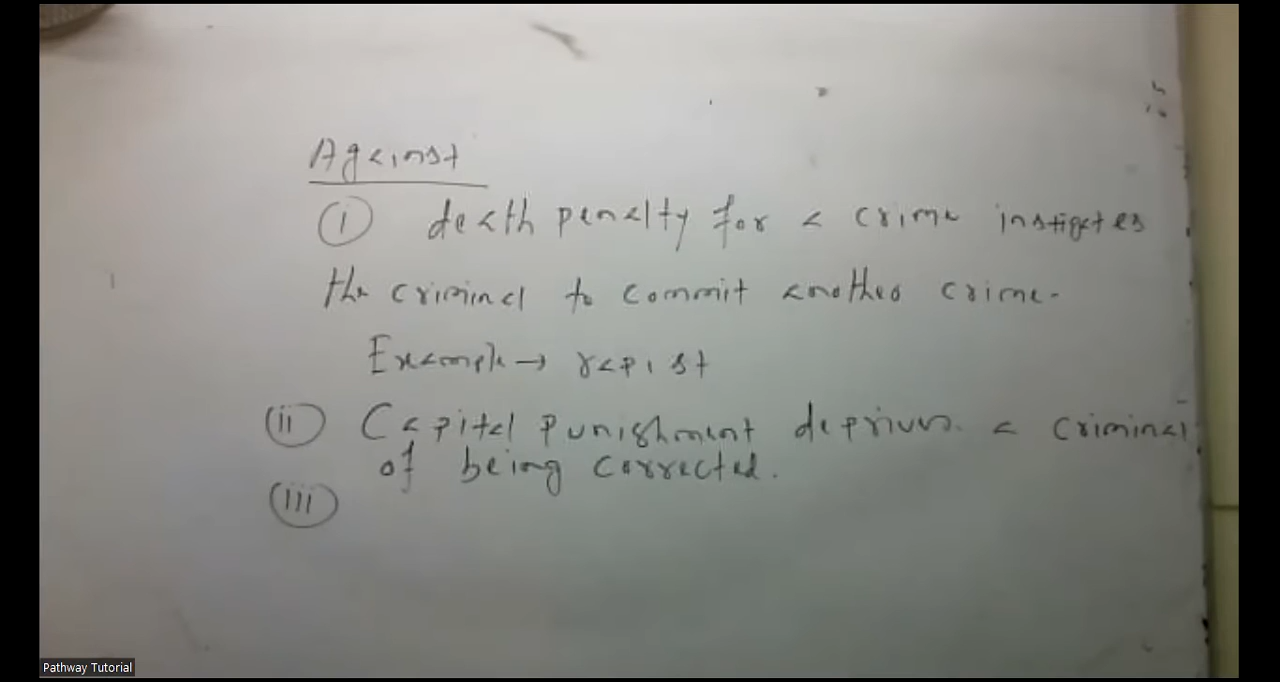 Against
(i) death penalty for a crime instigates
the criminal to commit another crime.
Example → rapist
(ii) Capital punishment deprives a criminal
of being corrected.
(iii)
Pathway Tutorial